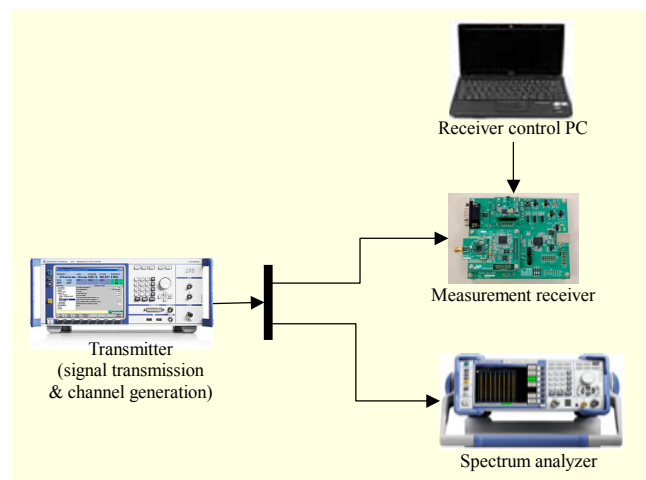 Receiver control PC
Measurement receiver
Transmitter
(signal transmission
& channel generation)
Spectrum analyzer